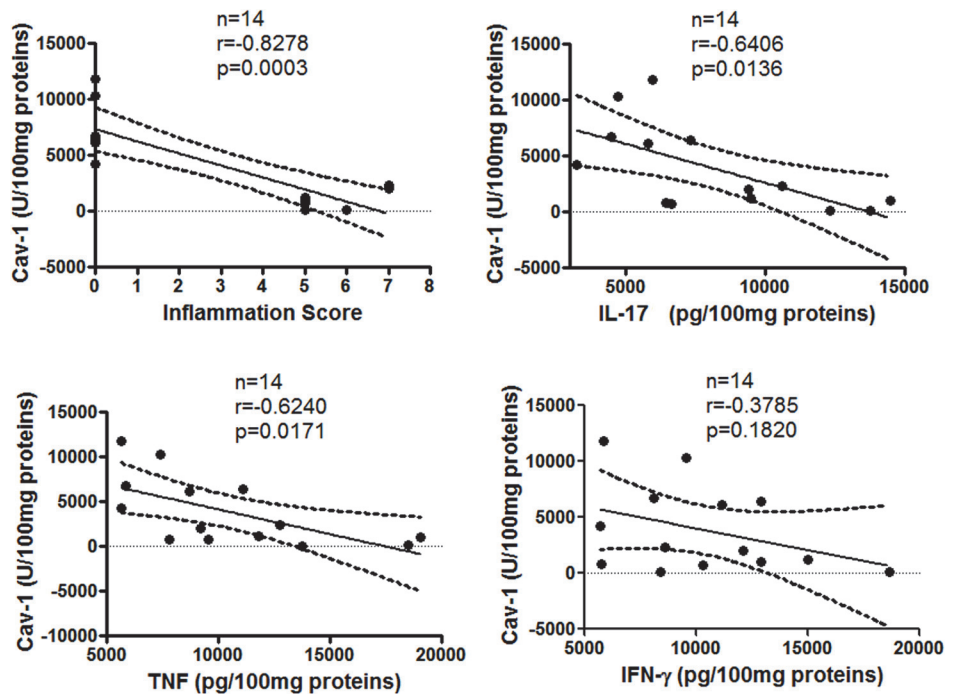 n=14
r=-0.8278
p=0.0003
15000
10000
5000
0
-5000
Cav-1 (U/100mg proteins)
0 1 2 3 4 5 6 7 8
Inflammation Score
n=14
r=-0.6406
p=0.0136
15000
10000
5000
0
-5000
Cav-1 (U/100mg proteins)
5000 10000 15000
IL-17 (pg/100mg proteins)
n=14
r=-0.6240
p=0.0171
15000
10000
5000
0
-5000
-10000
Cav-1 (U/100mg proteins)
5000 10000 15000 20000
TNF (pg/100mg proteins)
n=14
r=-0.3785
p=0.1820
15000
10000
5000
0
-5000
Cav-1 (U/100mg proteins)
5000 10000 15000 20000
IFN-γ (pg/100mg proteins)